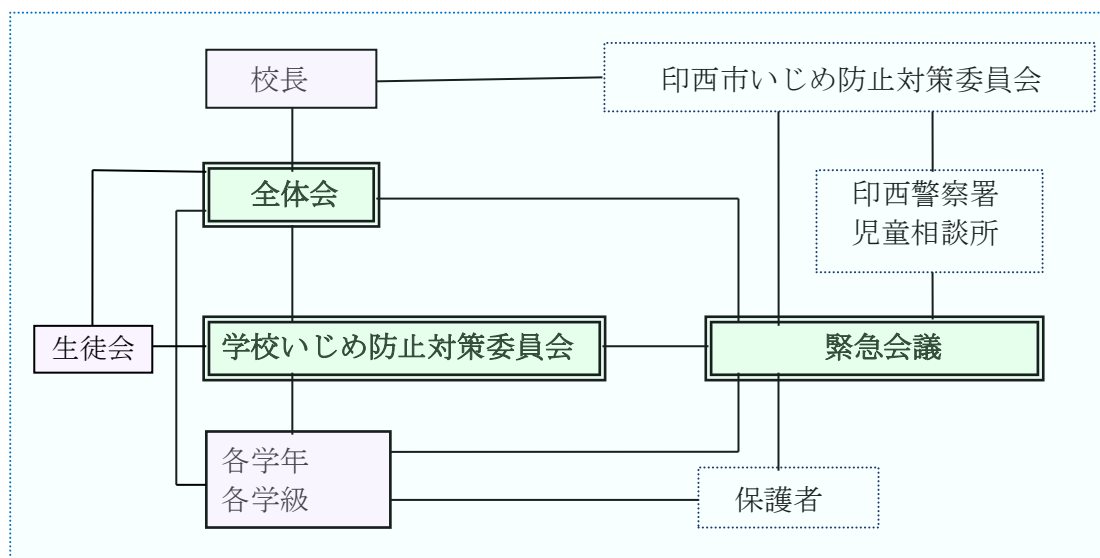 校長
印西市いじめ防止対策委員会
全体会
印西警察署
児童相談所
生徒会
学校いじめ防止対策委員会
緊急会議
各学年
各学級
保護者